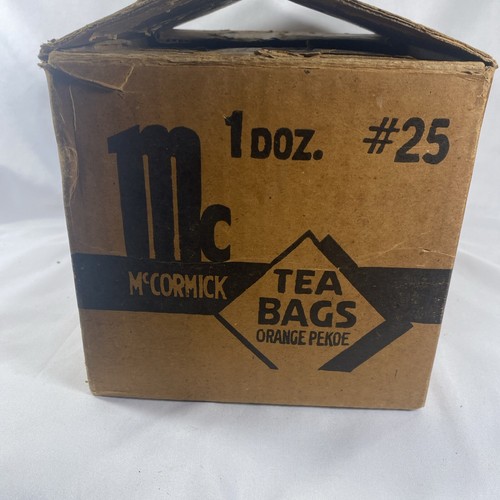 1 DOZ. #25
Mc
McCORMICK
TEA
BAGS
ORANGE PEKOE